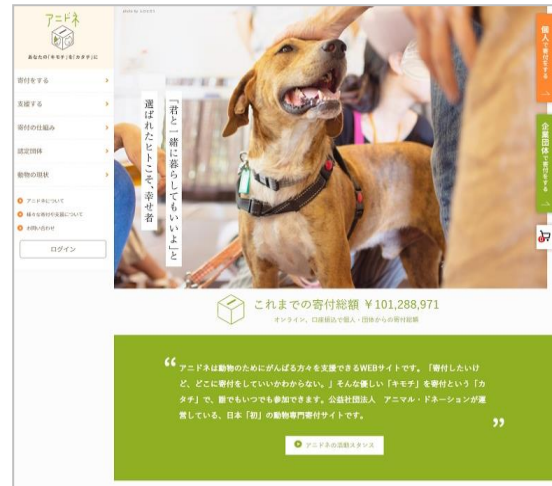 アニドネ
あなたの「キモチ」を「カタチ」に
寄付をする
支援する
寄付の仕組み
認定団体
動物の現状
アニドネについて
様々な寄付や支援について
お問い合わせ
ログイン
「君と一緒に暮らしてもいいよ」と
選ばれたヒトこそ、幸せ者
個人で寄付をする
企業団体で寄付をする
これまでの寄付総額 ¥101,288,971
オンライン、口座振込で個人・団体からの寄付総額
“アニドネは動物のためにがんばる方々を支援できるWEBサイトです。「寄付したいけ
ど、どこに寄付をしていいかわからない。」そんな優しい「キモチ」を寄付という「カ
タチ」で、誰でもいつでも参加できます。公益社団法人 アニマル・ドネーションが運
営している、日本「初」の動物専門寄付サイトです。”
アニドネの活動スタンス